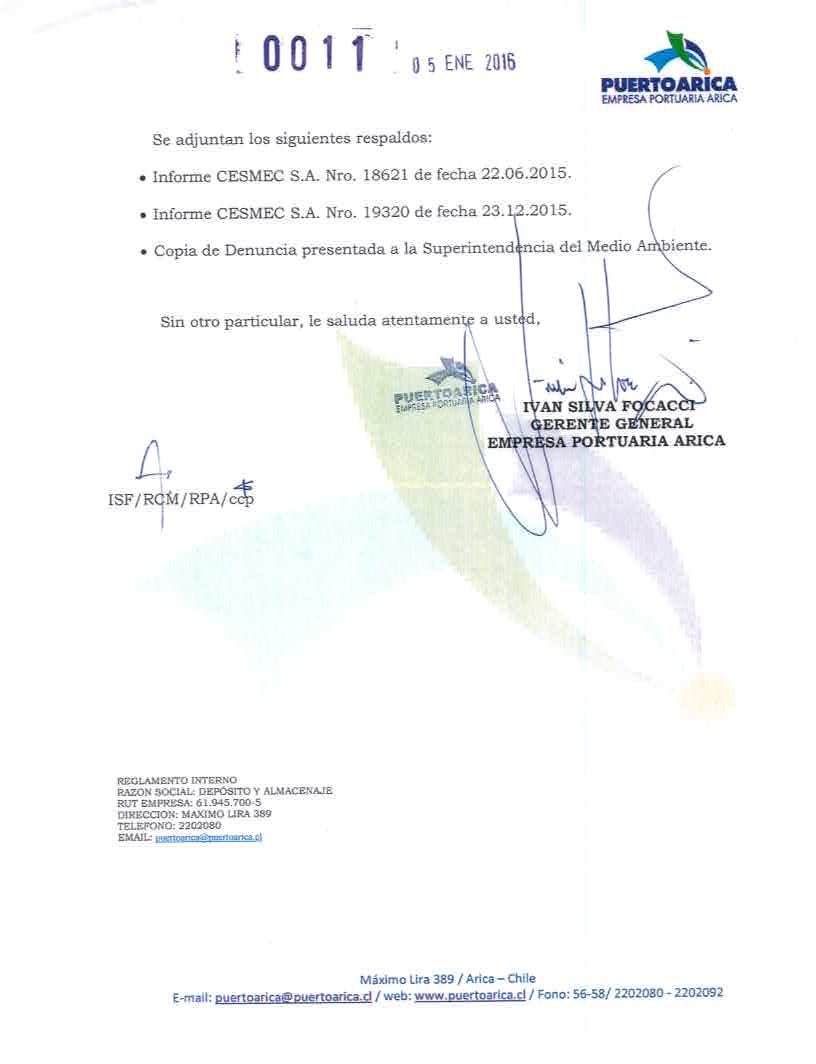 0011
05 ENE 2016
PUERTOARICA
EMPRESA PORTUARIA ARICA
Se adjuntan los siguientes respaldos:
• Informe CESMEC S.A. Nro. 18621 de fecha 22.06.2015.
• Informe CESMEC S.A. Nro. 19320 de fecha 23.12.2015.
• Copia de Denuncia presentada a la Superintendencia del Medio Ambiente.
Sin otro particular, le saluda atentamente a usted,
PUERTOARICA
EMPRESA PORTUARIA ARICA
IVAN SILVA FOCACCI
GERENTE GENERAL
EMPRESA PORTUARIA ARICA
ISF/RCM/RPA/ccp
REGLAMENTO INTERNO
RAZON SOCIAL: DEPÓSITO Y ALMACENAJE
RUT EMPRESA: 61.945.700-5
DIRECCION: MAXIMO LIRA 389
TELEFONO: 2202080
EMAIL: puertoarica@puertoarica.cl
Máximo Lira 389 / Arica – Chile
E-mail: puertoarica@puertoarica.cl / web: www.puertoarica.cl / Fono: 56-58/ 2202080 - 2202092